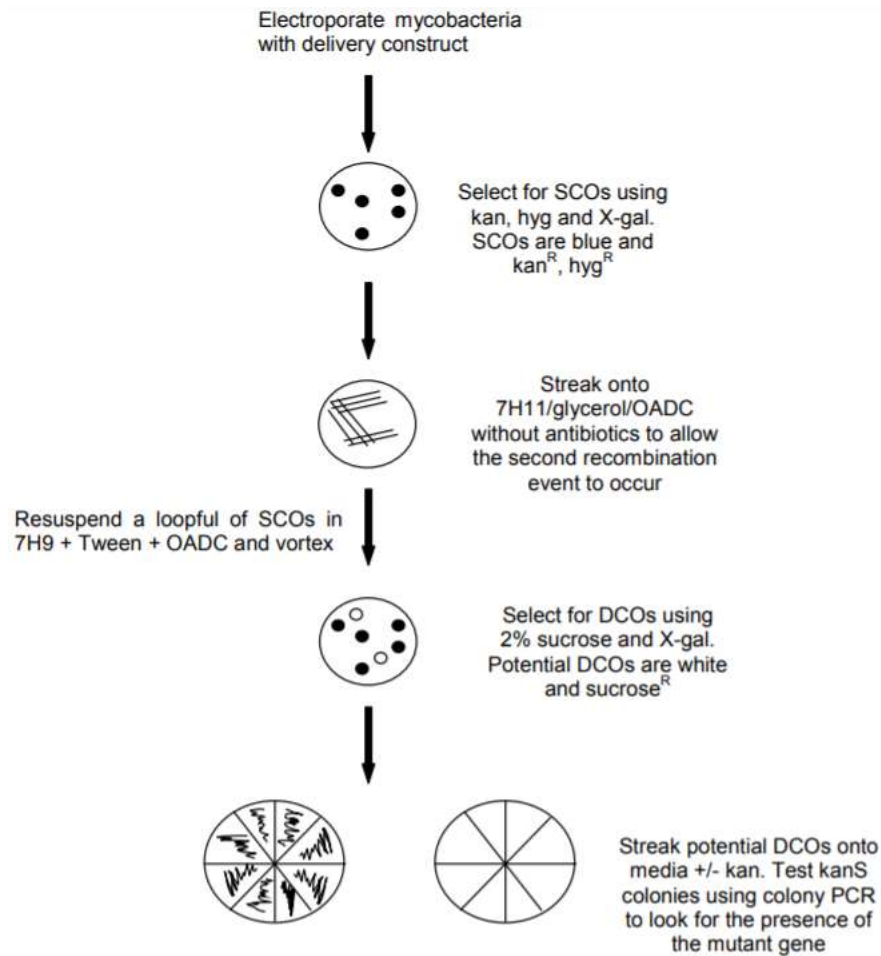 Electroporate mycobacteria
with delivery construct
Select for SCOs using
kan, hyg and X-gal.
SCOs are blue and
kan^R, hyg^R
Streak onto
7H11/glycerol/OADC
without antibiotics to allow
the second recombination
event to occur
Resuspend a loopful of SCOs in
7H9 + Tween + OADC and vortex
Select for DCOs using
2% sucrose and X-gal.
Potential DCOs are white
and sucrose^R
Streak potential DCOs onto
media +/- kan. Test kanS
colonies using colony PCR
to look for the presence of
the mutant gene